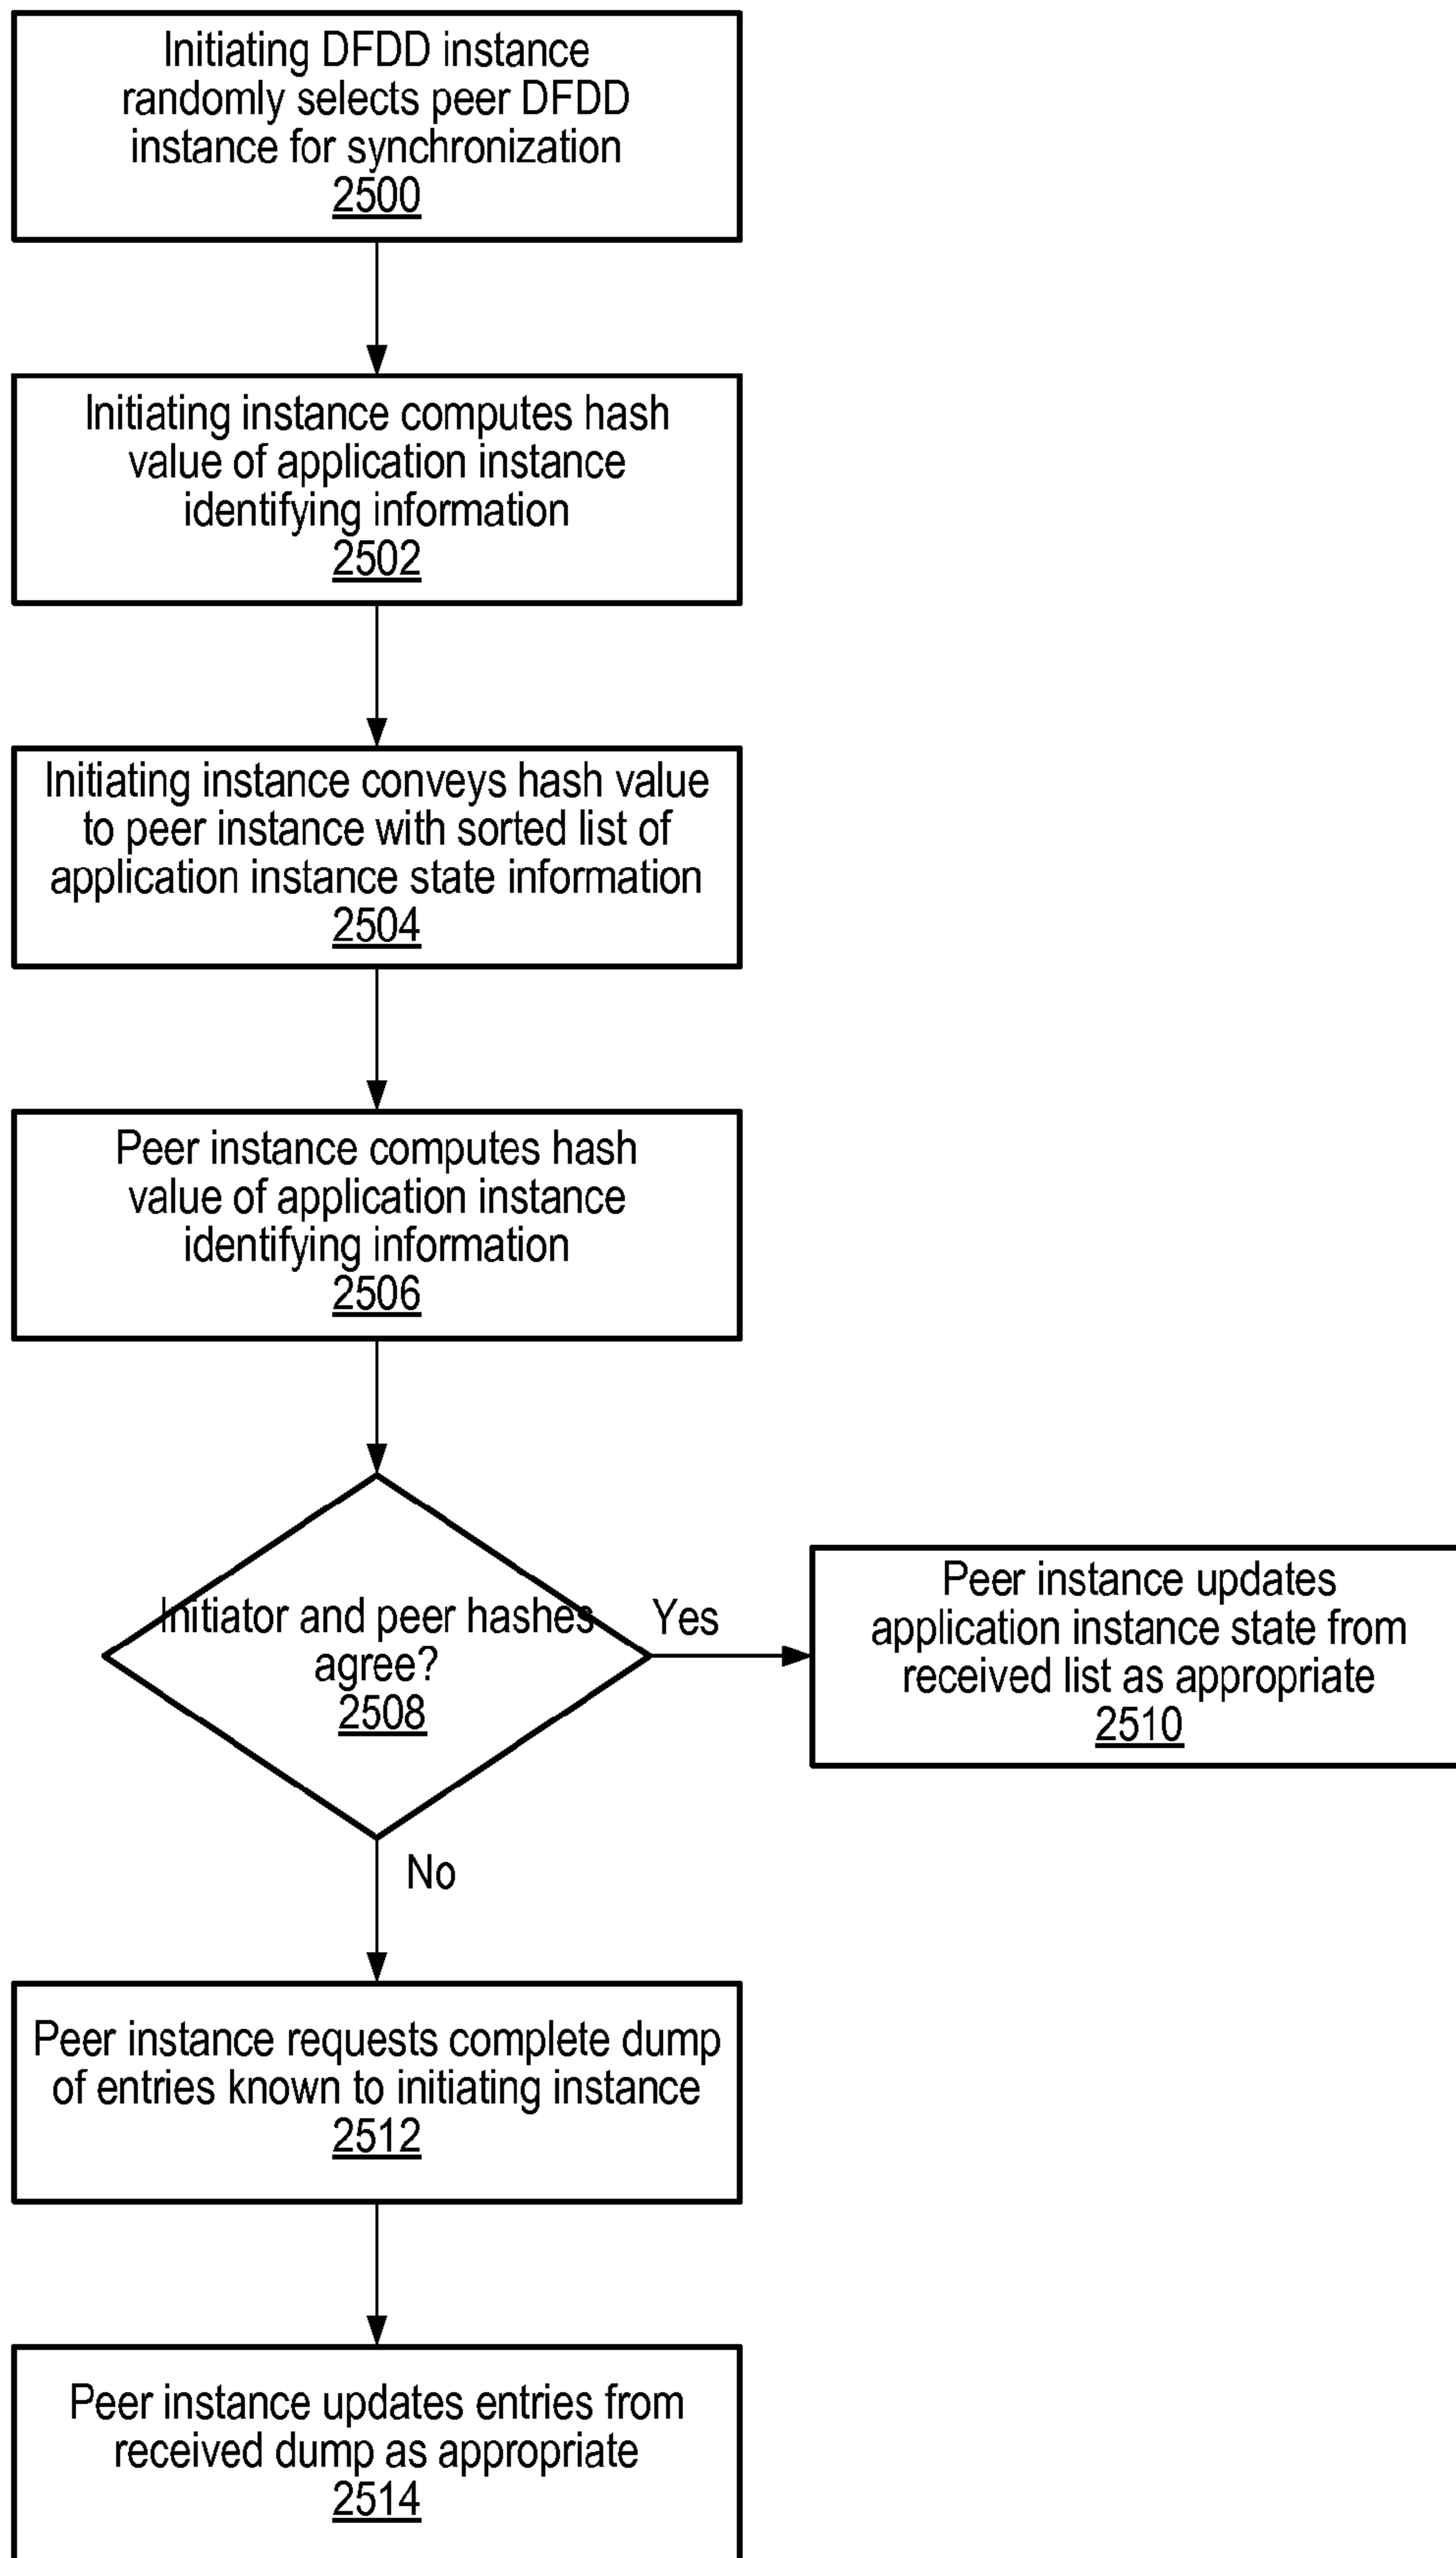 Initiating DFDD instance
randomly selects peer DFDD
instance for synchronization
2500
Initiating instance computes hash
value of application instance
identifying information
2502
Initiating instance conveys hash value
to peer instance with sorted list of
application instance state information
2504
Peer instance computes hash
value of application instance
identifying information
2506
Initiator and peer hashes
agree?
2508
Yes
Peer instance updates
application instance state from
received list as appropriate
2510
No
Peer instance requests complete dump
of entries known to initiating instance
2512
Peer instance updates entries from
received dump as appropriate
2514